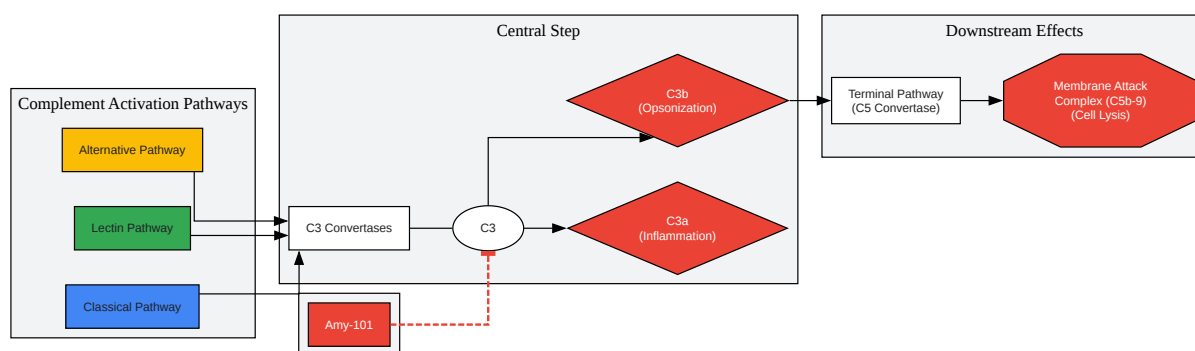 Complement Activation Pathways
Alternative Pathway
Lectin Pathway
Classical Pathway
Central Step
C3 Convertases
C3
C3b
(Opsonization)
C3a
(Inflammation)
Amy-101
Downstream Effects
Terminal Pathway
(C5 Convertase)
Membrane Attack
Complex (C5b-9)
(Cell Lysis)